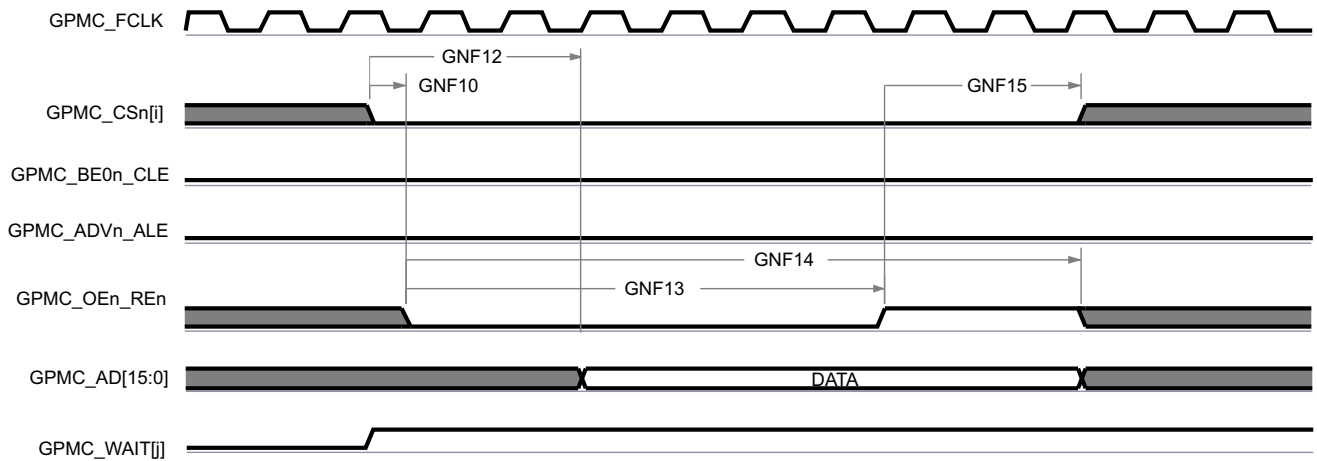 GPMC_FCLK
GNF12
GNF10
GNF15
GPMC_CSn[i]
GPMC_BE0n_CLE
GPMC_ADVn_ALE
GNF14
GNF13
GPMC_OEn_REn
GPMC_AD[15:0]
DATA
GPMC_WAIT[j]